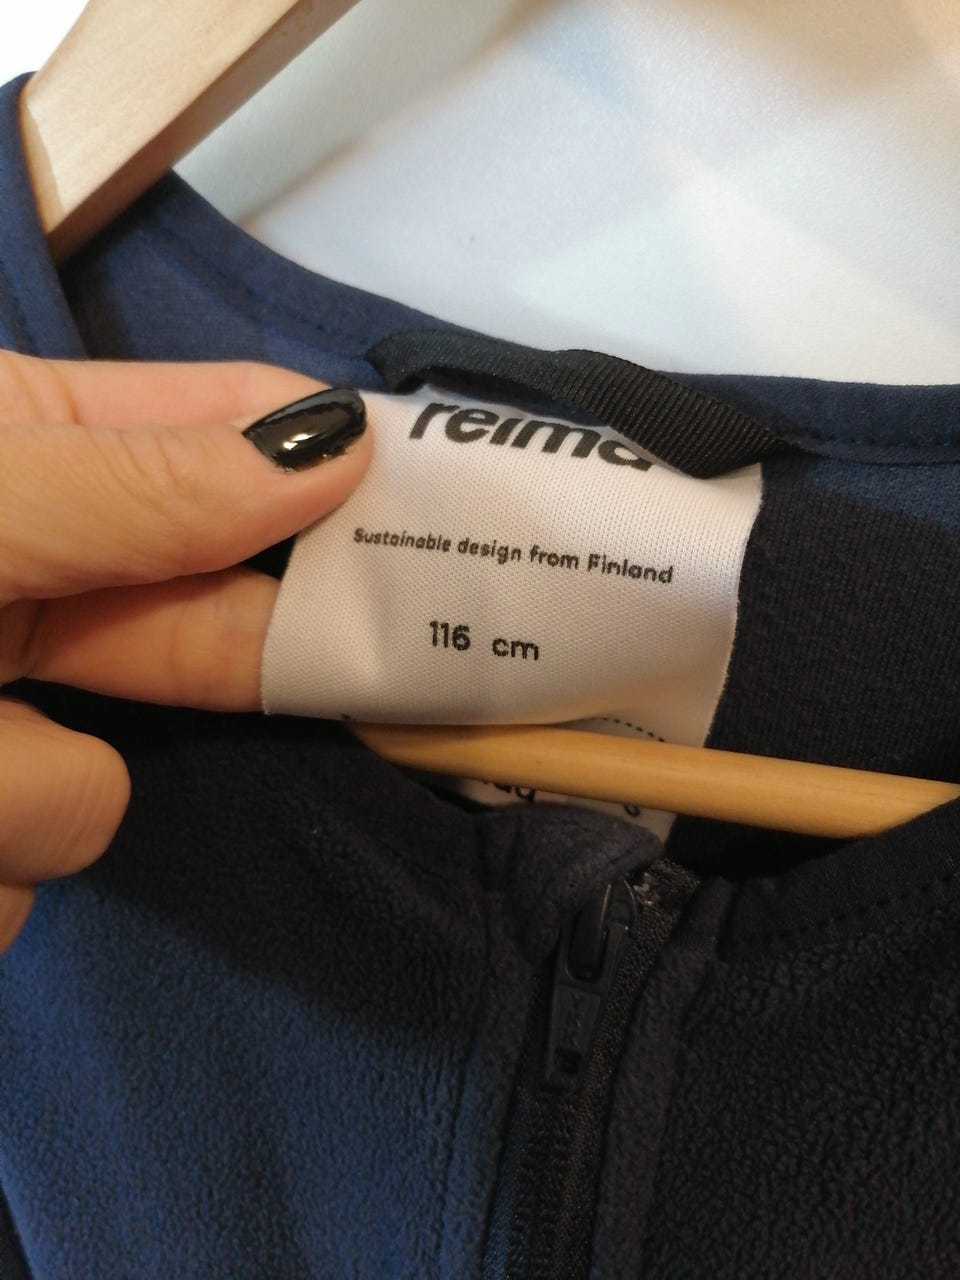 reima
Sustainable design from Finland
116 cm